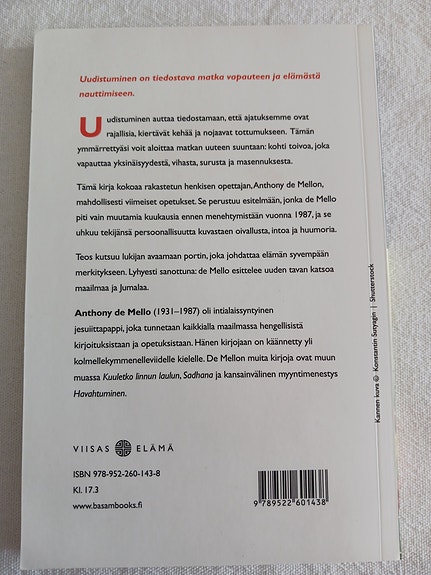 Uudistuminen on tiedostava matka vapauteen ja elämästä
nauttimiseen.
Uudistuminen auttaa tiedostamaan, että ajatuksemme ovat
rajallisia, kiertävät kehää ja nojaavat tottumukseen. Tämän
ymmärrettyäsi voit aloittaa matkan uuteen suuntaan: kohti toivoa, joka
vapauttaa yksinäisyydestä, vihasta, surusta ja masennuksesta.
Tämä kirja kokoaa rakastetun henkisen opettajan, Anthony de Mellon,
mahdollisesti viimeiset opetukset. Se perustuu esitelmään, jonka de Mello
piti vain muutamia kuukausia ennen menehtymistään vuonna 1987, ja se
uhkuu tekijänsä persoonallisuutta kuvastaen oivallusta, intoa ja huumoria.
Teos kutsuu lukijan avaamaan portin, joka johdattaa elämän syvempään
merkitykseen. Lyhyesti sanottuna: de Mello esittelee uuden tavan katsoa
maailmaa ja Jumalaa.
Anthony de Mello (1931–1987) oli intialaissyntyinen
jesuiittapappi, joka tunnetaan kaikkialla maailmassa hengellisistä
kirjoituksistaan ja opetuksistaan. Hänen kirjojaan on käännetty yli
kolmellekymmenelleviidelle kielelle. De Mellon muita kirjoja ovat muun
muassa Kuuletko linnun laulun, Sadhana ja kansainvälinen myyntimenestys
Havahtuminen.
VIISAS ELÄMÄ
ISBN 978-952-260-143-8
Kl. 17.3
www.basambooks.fi
9 789522 601438
Kannen kuva © Konstantin Sutyagin | Shutterstock